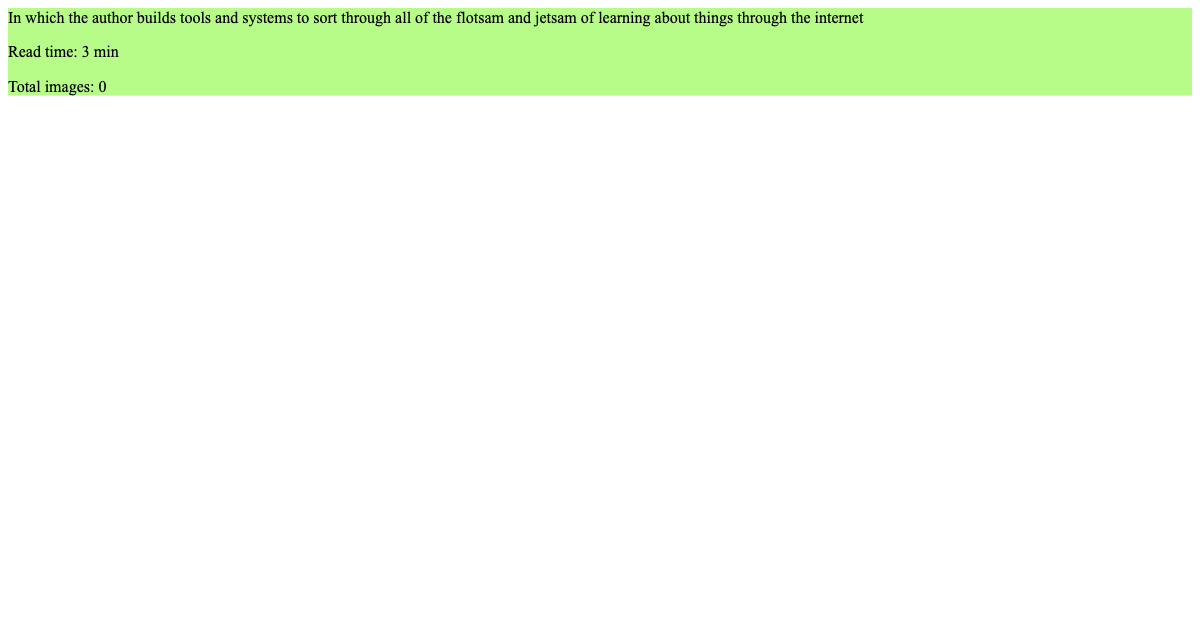 In which the author builds tools and systems to sort through all of the flotsam and jetsam of learning about things through the internet
Read time: 3 min
Total images: 0